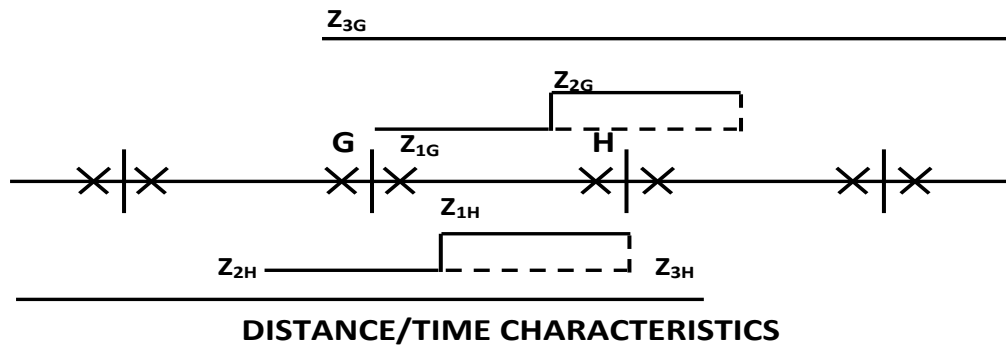 Z3G
Z2G
G Z1G H
Z1H
Z2H Z3H
DISTANCE/TIME CHARACTERISTICS